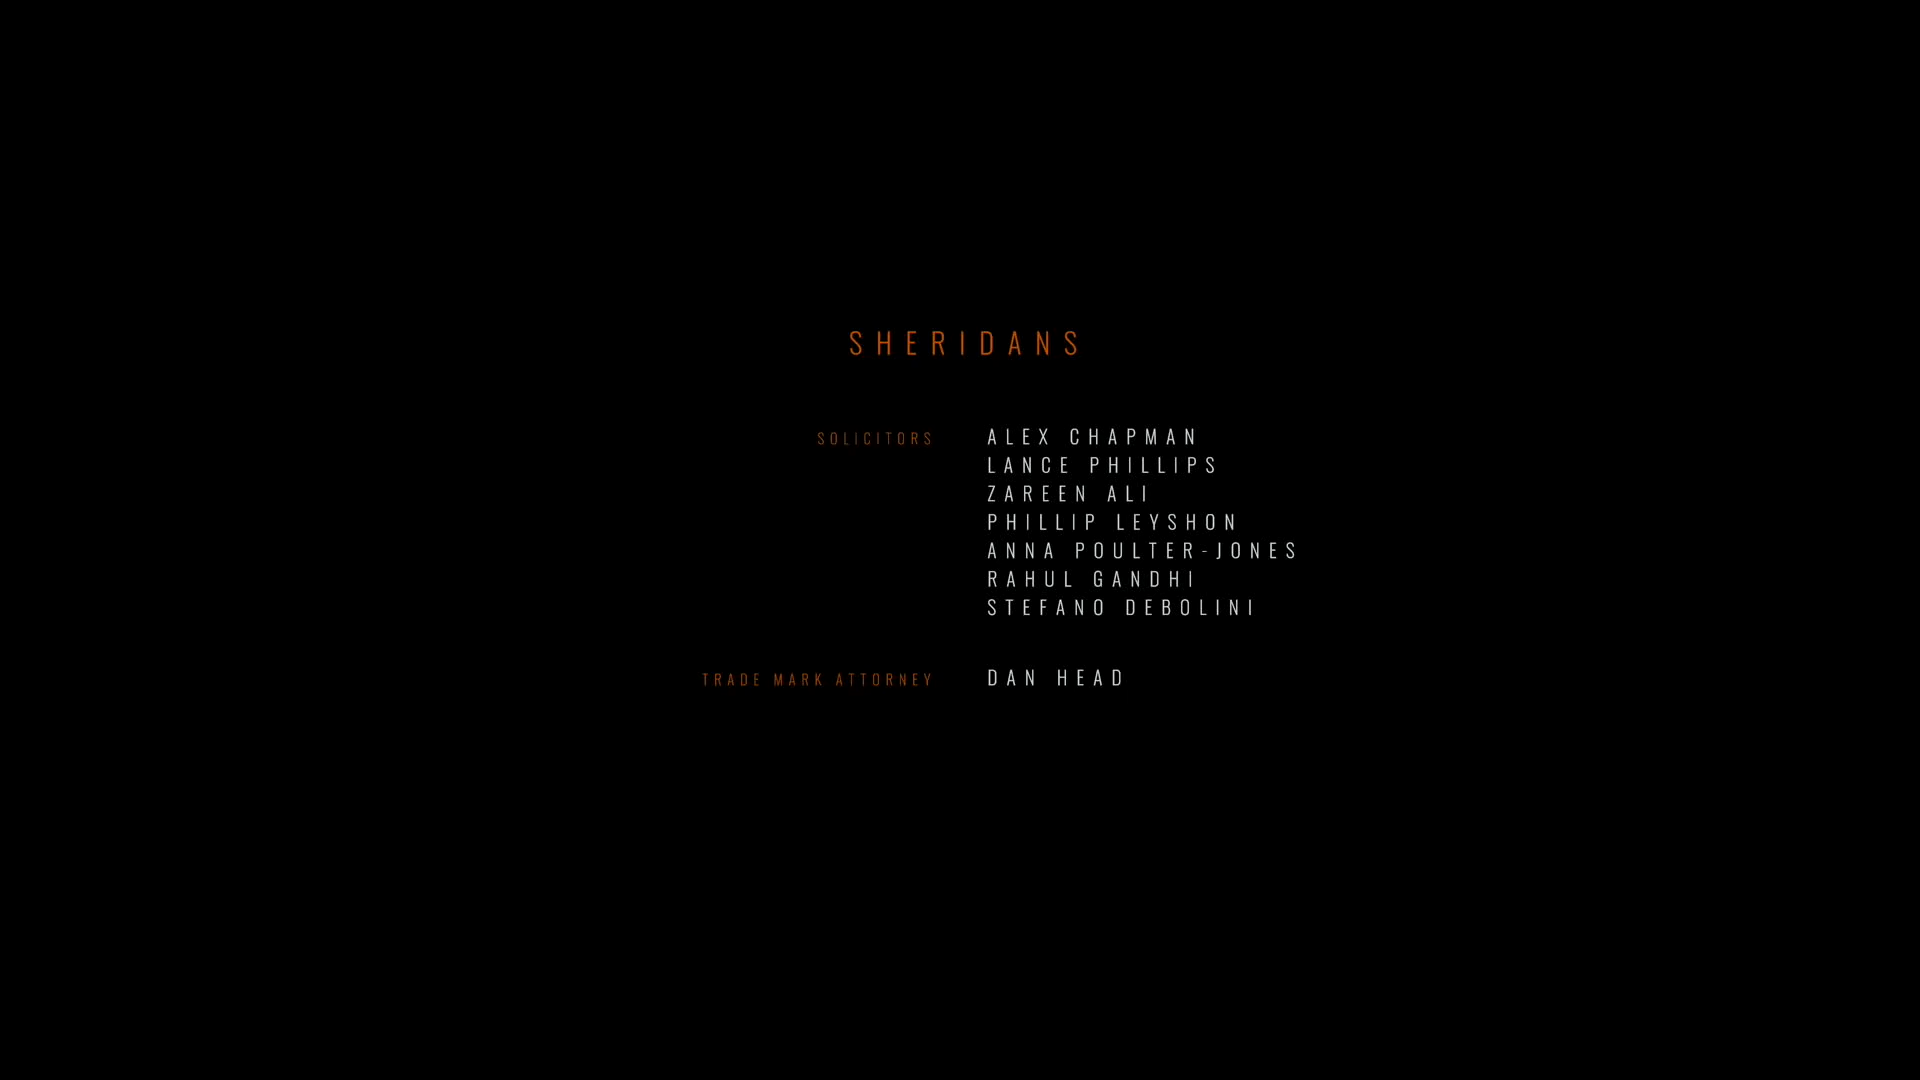 SHERIDANS
SOLICITORS ALEX CHAPMAN
LANCE PHILLIPS
ZAREEN ALI
PHILLIP LEYSHON
ANNA POULTER-JONES
RAHUL GANDHI
STEFANO DEBOLINI
TRADE MARK ATTORNEY DAN HEAD